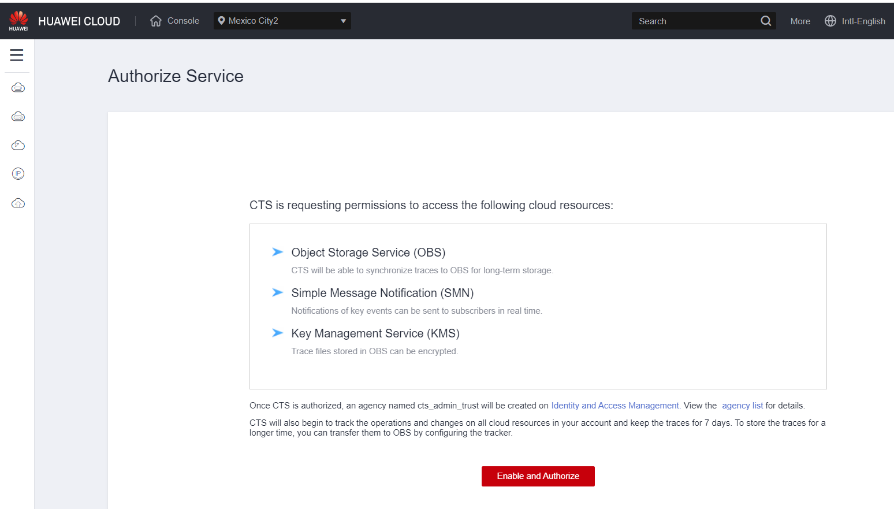 HUAWEI
HUAWEI CLOUD
Console
Mexico City2
Search
More
Intl-English
Authorize Service
CTS is requesting permissions to access the following cloud resources:
Object Storage Service (OBS)
CTS will be able to synchronize traces to OBS for long-term storage.
Simple Message Notification (SMN)
Notifications of key events can be sent to subscribers in real time.
Key Management Service (KMS)
Trace files stored in OBS can be encrypted
Once CTS is authorized, an agency named cts_admin_trust will be created on Identity and Access Management. View the agency list for details.
CTS will also begin to track the operations and changes on all cloud resources in your account and keep the traces for 7 days. To store the traces for a
longer time, you can transfer them to OBS by configuring the tracker.
Enable and Authorize